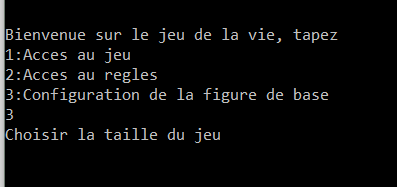 Bienvenue sur le jeu de la vie, tapez
1:Acces au jeu
2:Acces au regles
3:Configuration de la figure de base
3
Choisir la taille du jeu